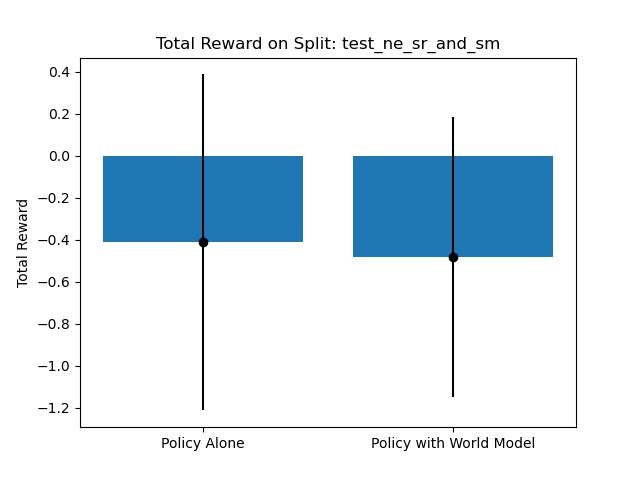 Total Reward on Split: test_ne_sr_and_sm
Total Reward
0.4
0.2
0.0
−0.2
−0.4
−0.6
−0.8
−1.0
−1.2
Policy Alone
Policy with World Model